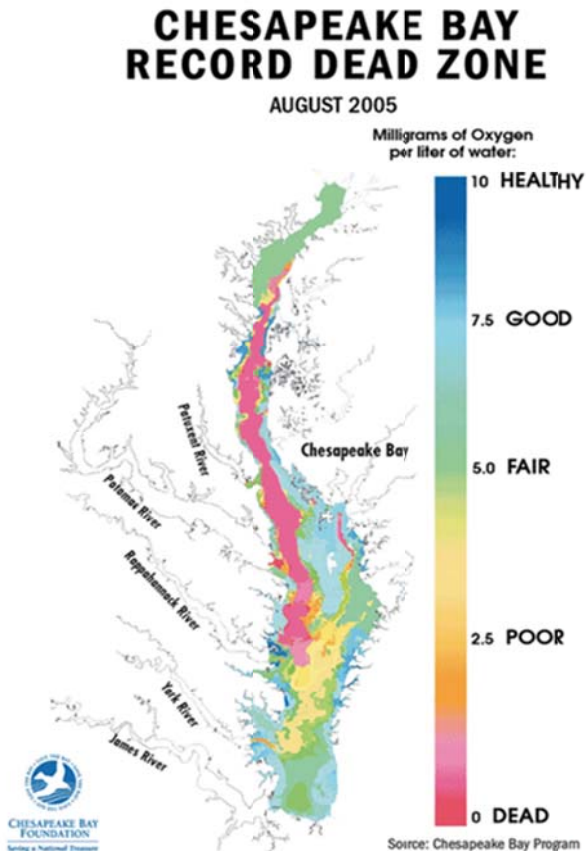 CHESAPEAKE BAY
RECORD DEAD ZONE
AUGUST 2005
Milligrams of Oxygen
per liter of water:
10 HEALTHY
7.5 GOOD
Patuxent River
Chesapeake Bay
5.0 FAIR
Potomac River
Rappahannock River
2.5 POOR
York River
James River
CHESAPEAKE BAY
FOUNDATION
Saving a National Treasure
0 DEAD
Source: Chesapeake Bay Program